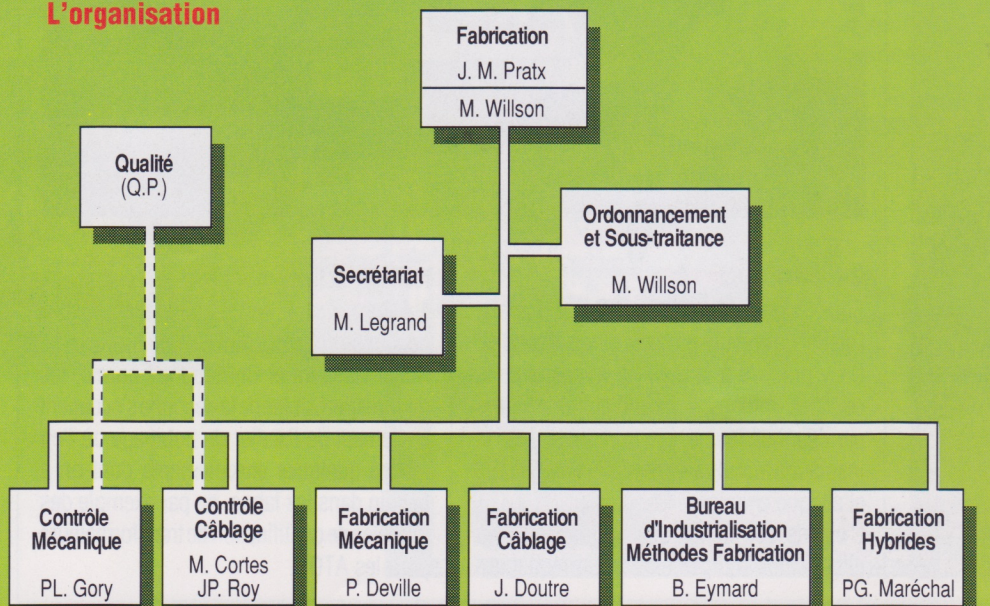 L'organisation
Fabrication
J. M. Pratx
M. Willson
Qualité
(Q.P.)
Ordonnancement
et Sous-traitance
M. Willson
Secrétariat
M. Legrand
Contrôle
Mécanique
PL. Gory
Contrôle
Câblage
M. Cortes
JP. Roy
Fabrication
Mécanique
P. Deville
Fabrication
Câblage
J. Doutre
Bureau
d'Industrialisation
Méthodes Fabrication
B. Eymard
Fabrication
Hybrides
PG. Maréchal